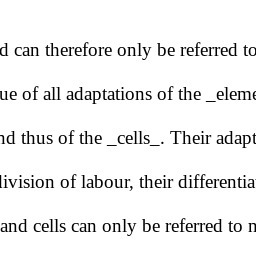 d can therefore only be referred to
ue of all adaptations of the _eleme
nd thus of the _cells_. Their adapt
livision of labour, their differentia
and cells can only be referred to n